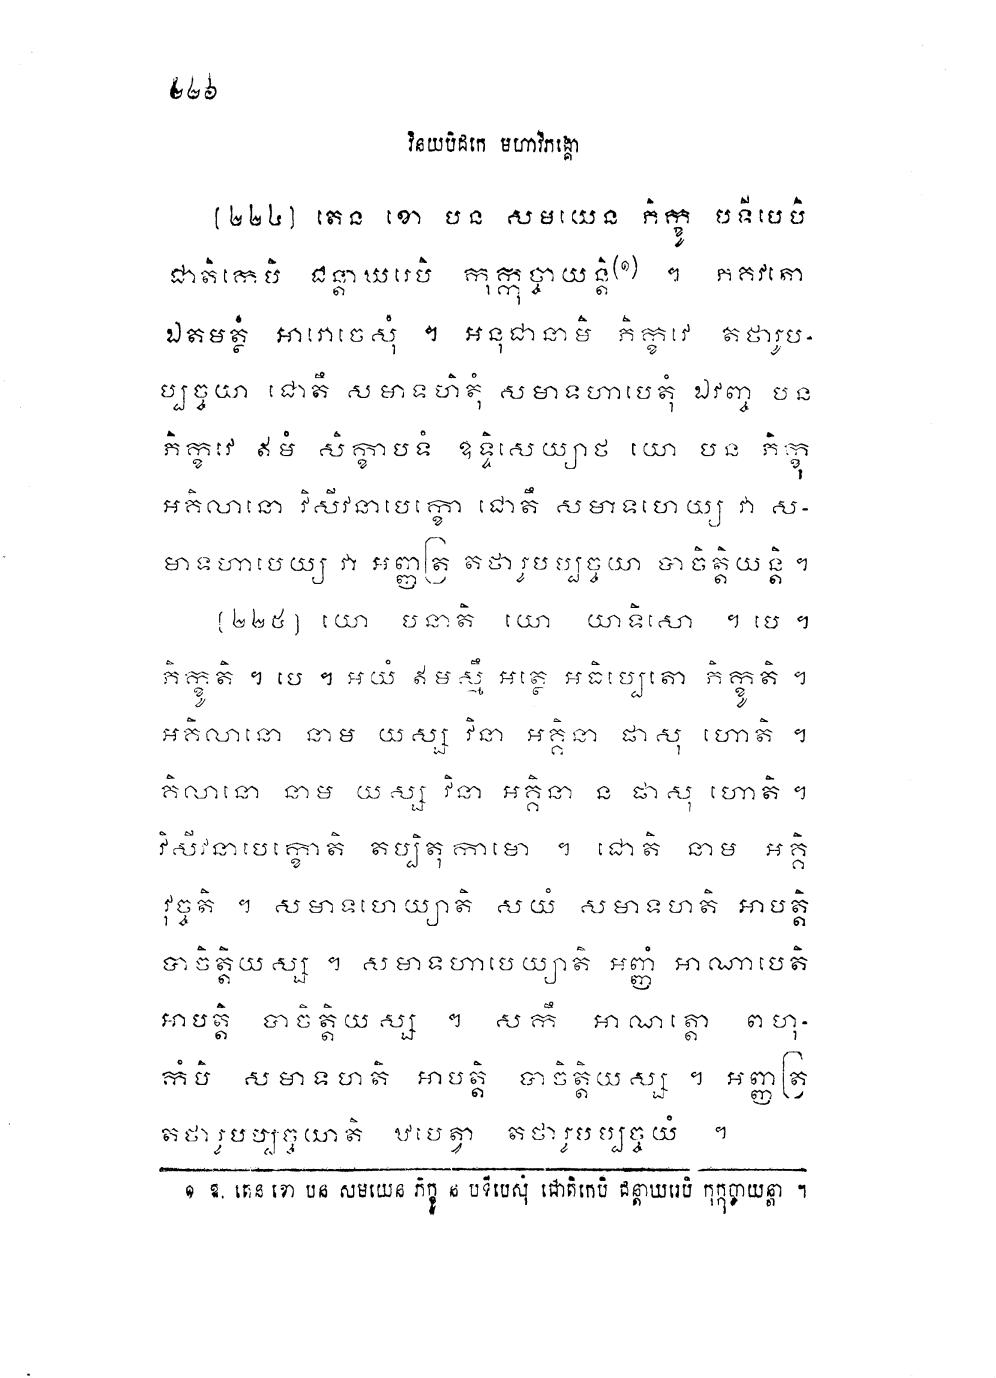 ៤៤៦
វិនយបិដកេ មហាវិភង្គោ
(២២៤) តេន ខោ បន សមយេន ភិក្ខូ បទីបេបិ
ជោតិកេបិ ជន្តាឃរេបិ កុក្កុច្ចាយន្តិ(១) ។ ភគវតោ
ឯតមត្ថំ អារោចេសុំ ។ អនុជានាមិ ភិក្ខវេ តថារូប-
ប្បច្ចយា ជោតឹ សមាទហិតុំ សមាទហាបេតុំ ឯវញ្ច បន
ភិក្ខវេ ឥមំ សិក្ខាបទំ ឧទ្ទិសេយ្យាថ យោ បន ភិក្ខុ
អគិលានោ វិសីវនាបេក្ខោ ជោតឹ សមាទហេយ្យ វា ស-
មាទហាបេយ្យ វា អញ្ញត្រ តថារូបប្បច្ចយា បាចិត្តិយន្តិ ។
(២២៥) យោ បនាតិ យោ យាទិសោ ។ បេ ។
ភិក្ខូតិ ។ បេ ។ អយំ ឥមស្មឹ អត្ថេ អធិប្បេតោ ភិក្ខូតិ ។
អគិលានោ នាម យស្ស វិនា អគ្គិនា ផាសុ ហោតិ ។
គិលានោ នាម យស្ស វិនា អគ្គិនា ន ផាសុ ហោតិ ។
វិសីវនាបេក្ខោតិ តប្បិតុកាមោ ។ ជោតិ នាម អគ្គិ
វុច្ចតិ ។ សមាទហេយ្យាតិ សយំ សមាទហតិ អាបត្តិ
បាចិត្តិយស្ស ។ សមាទហាបេយ្យាតិ អញ្ញំ អាណាបេតិ
អាបត្តិ បាចិត្តិយស្ស ។ សកឹ អាណត្តោ ពហុ-
កំបិ សមាទហតិ អាបត្តិ បាចិត្តិយស្ស ។ អញ្ញត្រ
តថារូបប្បច្ចយាតិ ឋបេត្វា តថារូបប្បច្ចយំ ។
១ ឱ. តេន ខោ បន សមយេន ភិក្ខូ ន បទីបេសុំ ជោតិកេបិ ជន្តាឃរេបិ កុក្កុច្ចាយន្តា ។